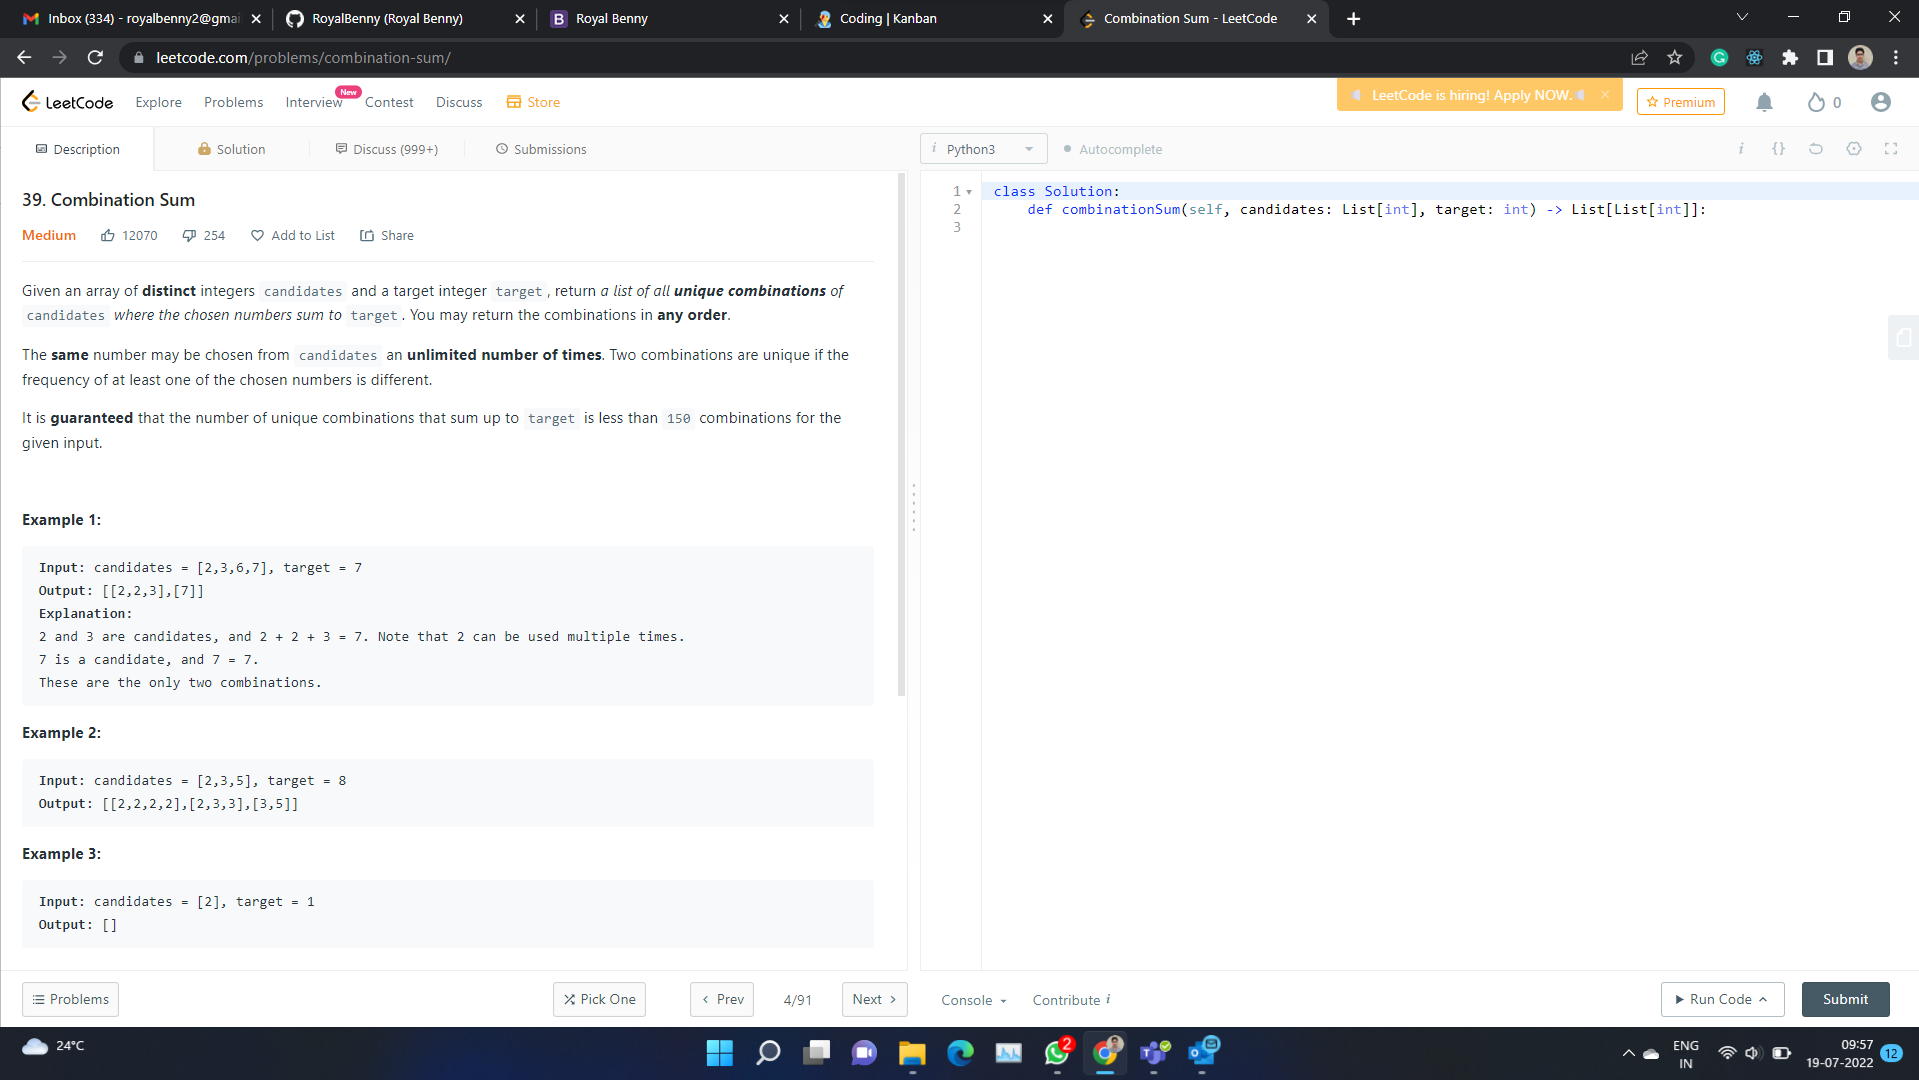 Inbox (334) - royalbenny2@gmai
RoyalBenny (Royal Benny)
B Royal Benny
Coding | Kanban
Combination Sum - LeetCode
leetcode.com/problems/combination-sum/
LeetCode Explore Problems Interview New Contest Discuss Store
LeetCode is hiring! Apply NOW.
Premium
0
Description Solution Discuss (999+) Submissions
i Python3 Autocomplete
i {}
39. Combination Sum
Medium 12070 254 Add to List Share
Given an array of distinct integers candidates and a target integer target, return a list of all unique combinations of
candidates where the chosen numbers sum to target. You may return the combinations in any order.
The same number may be chosen from candidates an unlimited number of times. Two combinations are unique if the
frequency of at least one of the chosen numbers is different.
It is guaranteed that the number of unique combinations that sum up to target is less than 150 combinations for the
given input.
Example 1:
Input: candidates = [2,3,6,7], target = 7
Output: [[2,2,3],[7]]
Explanation:
2 and 3 are candidates, and 2 + 2 + 3 = 7. Note that 2 can be used multiple times.
7 is a candidate, and 7 = 7.
These are the only two combinations.
Example 2:
Input: candidates = [2,3,5], target = 8
Output: [[2,2,2,2],[2,3,3],[3,5]]
Example 3:
Input: candidates = [2], target = 1
Output: []
1 class Solution:
2 def combinationSum(self, candidates: List[int], target: int) -> List[List[int]]:
3
Problems Pick One < Prev 4/91 Next >
Console Contribute i
Run Code Submit
24°C
2
ENG
IN
09:57
19-07-2022
12